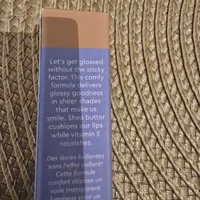 Let's get glossed
without the sticky
factor. This comfy
formula delivers
glossy goodness
in sheer shades
that make us
smile. Shea butter
cushions our lips
while vitamin E
nourishes.
Des lèvres brillantes
sans l'effet collant!
Cette formule
confort dépose un
voile transparent